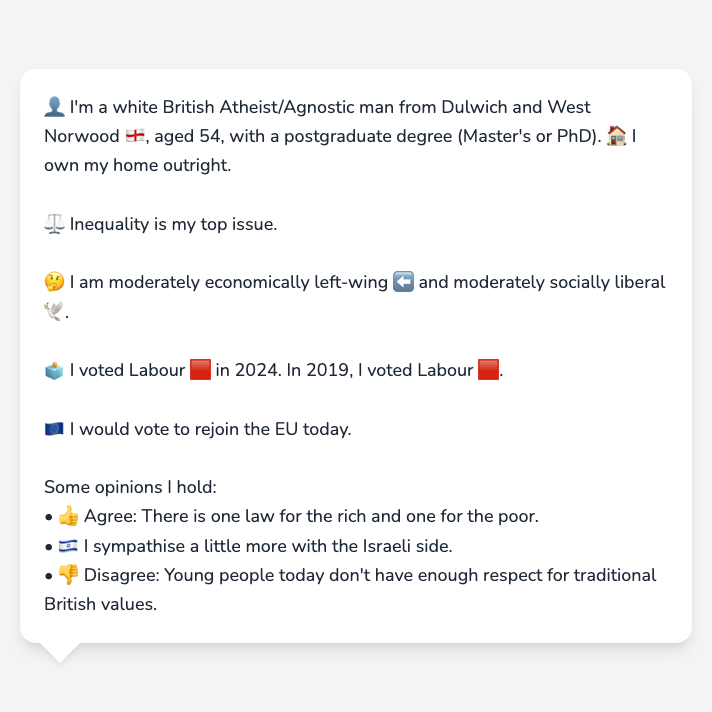 👤 I'm a white British Atheist/Agnostic man from Dulwich and West
Norwood 🏴󠁧󠁢󠁥󠁮󠁧󠁿, aged 54, with a postgraduate degree (Master's or PhD). 🏠 I
own my home outright.
⚖️ Inequality is my top issue.
🤔 I am moderately economically left-wing ⬅️ and moderately socially liberal
🕊️.
🗳️ I voted Labour 🟥 in 2024. In 2019, I voted Labour 🟥.
🇪🇺 I would vote to rejoin the EU today.
Some opinions I hold:
• 👍 Agree: There is one law for the rich and one for the poor.
• 🇮🇱 I sympathise a little more with the Israeli side.
• 👎 Disagree: Young people today don't have enough respect for traditional
British values.